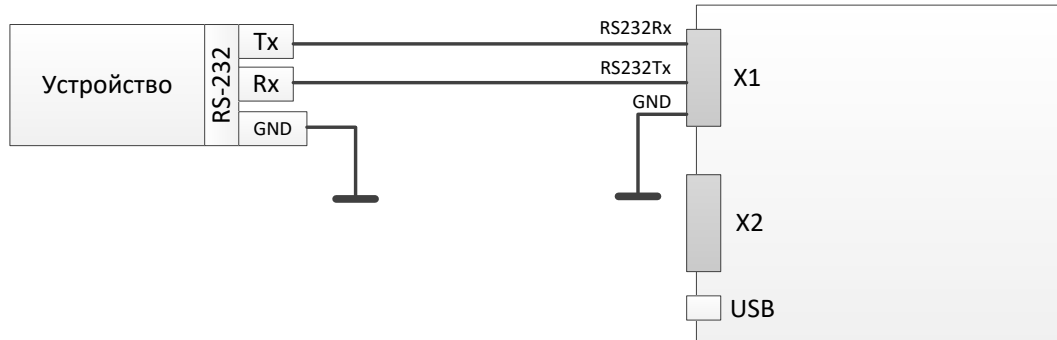 Устройство
RS-232
Tx
Rx
GND
RS232Rx
RS232Tx
GND
X1
X2
USB